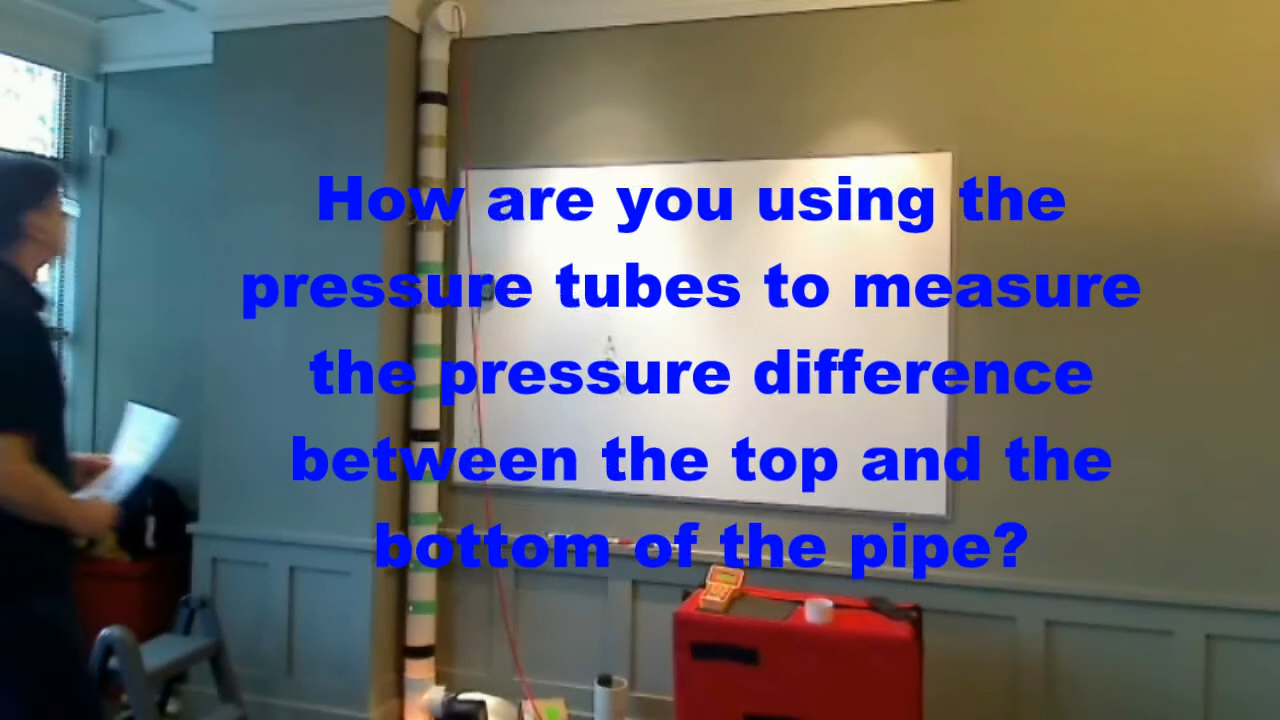 How are you using the
pressure tubes to measure
the pressure difference
between the top and the
bottom of the pipe?